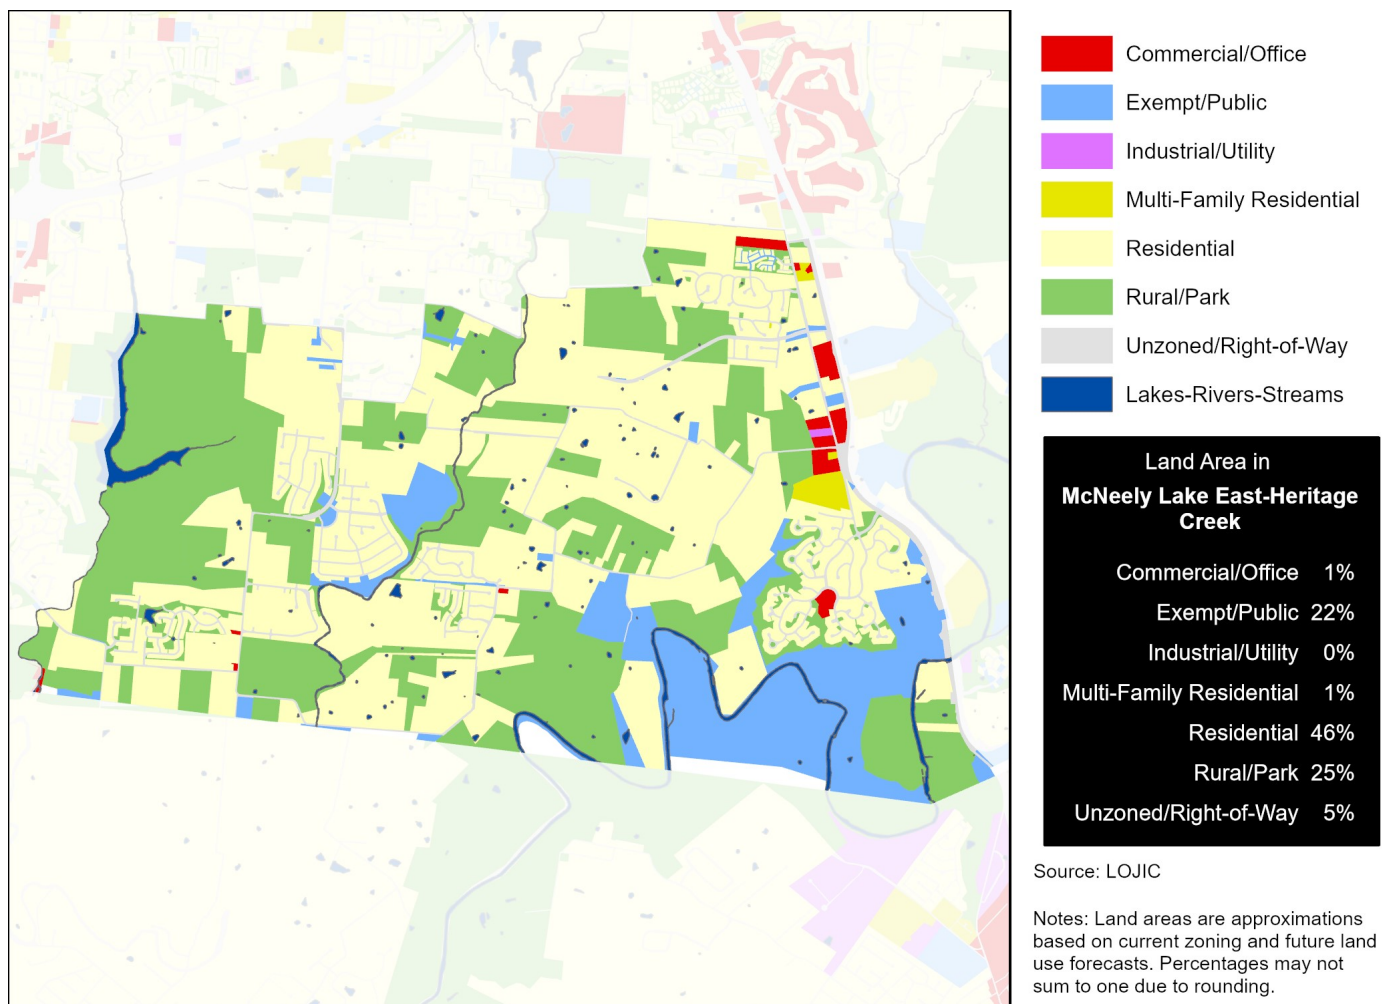 Commercial/Office
Exempt/Public
Industrial/Utility
Multi-Family Residential
Residential
Rural/Park
Unzoned/Right-of-Way
Lakes-Rivers-Streams
Land Area in
McNeely Lake East-Heritage
Creek
Commercial/Office 1%
Exempt/Public 22%
Industrial/Utility 0%
Multi-Family Residential 1%
Residential 46%
Rural/Park 25%
Unzoned/Right-of-Way 5%
Source: LOJIC
Notes: Land areas are approximations
based on current zoning and future land
use forecasts. Percentages may not
sum to one due to rounding.